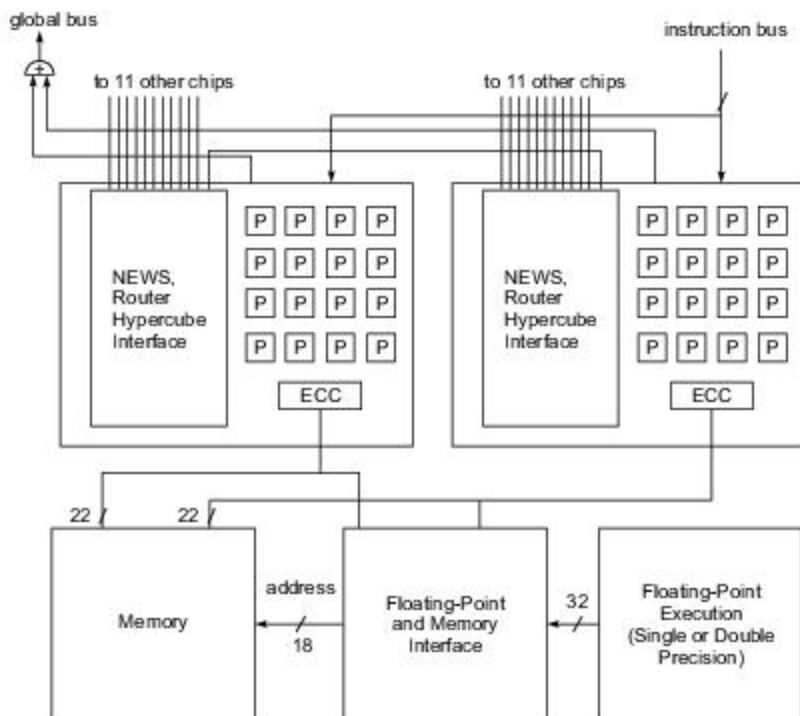 global bus
instruction bus
+
to 11 other chips
to 11 other chips
NEWS,
Router
Hypercube
Interface
P P P P
P P P P
P P P P
P P P P
ECC
NEWS,
Router
Hypercube
Interface
P P P P
P P P P
P P P P
P P P P
ECC
22
22
Memory
address
18
Floating-Point
and Memory
Interface
32
Floating-Point
Execution
(Single or Double
Precision)